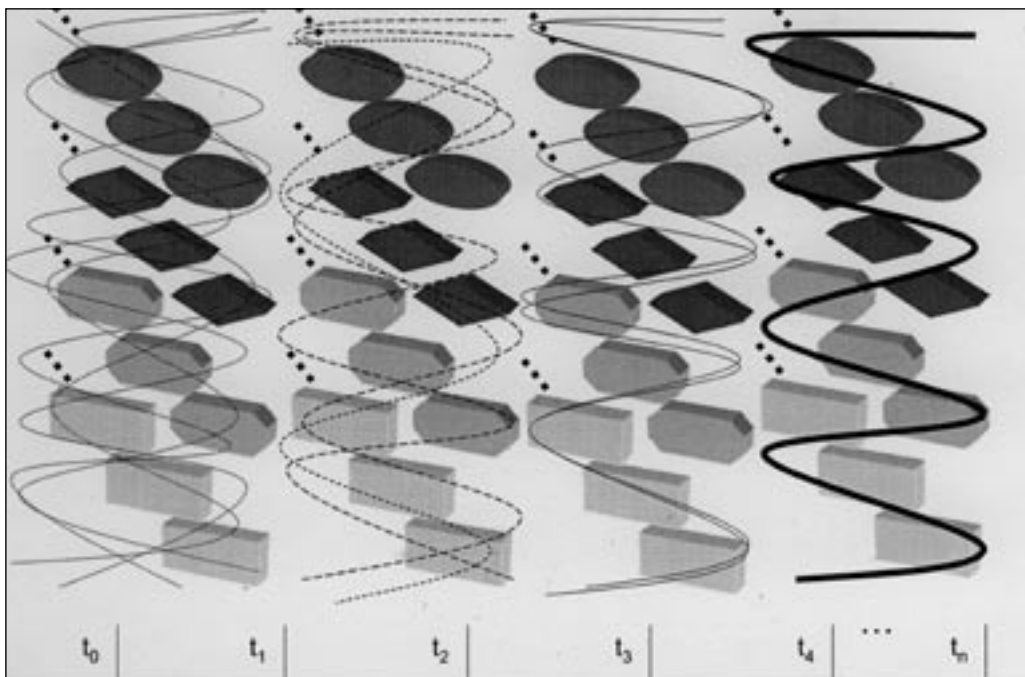 t₀ t₁ t₂ t₃ t₄ ... tₙ